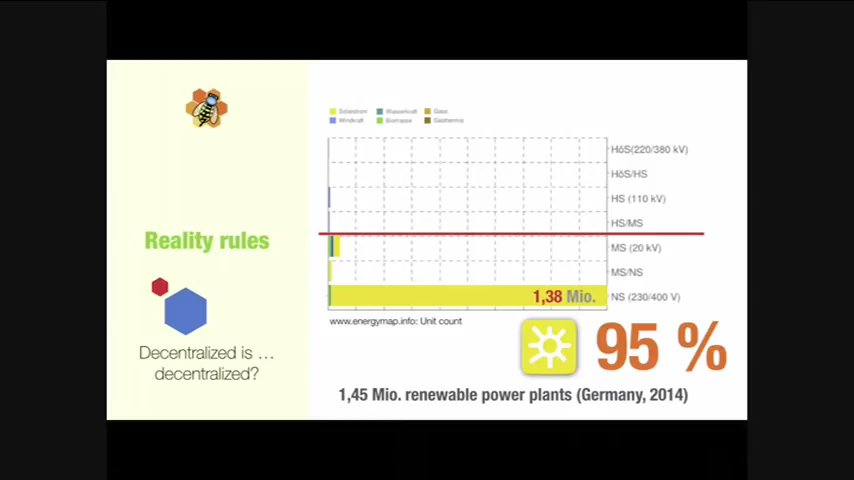 Solarstrom Wasserkraft Gase
Windkraft Biomasse Geothermie
HöS(220/380 kV)
HöS/HS
HS (110 kV)
HS/MS
Reality rules
MS (20 kV)
MS/NS
1,38 Mio.
NS (230/400 V)
www.energymap.info: Unit count
95 %
Decentralized is …
decentralized?
1,45 Mio. renewable power plants (Germany, 2014)